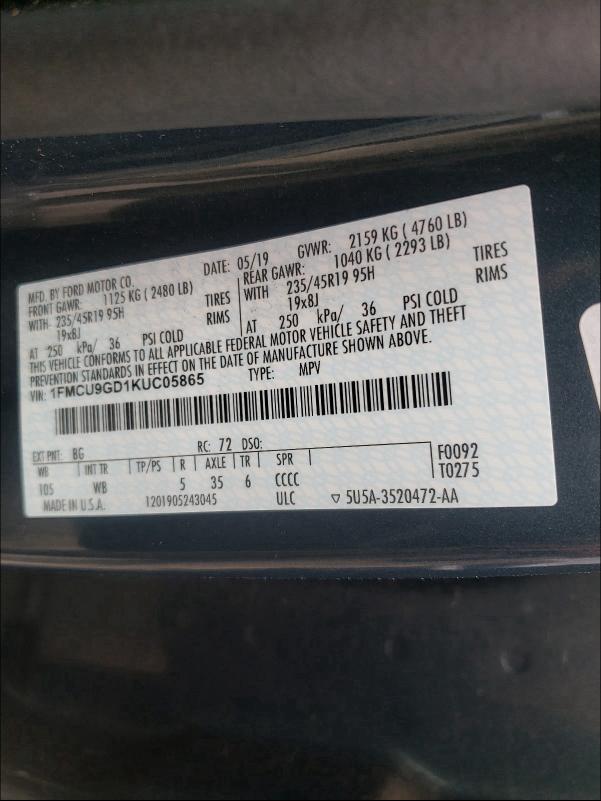 MFD. BY FORD MOTOR CO.
DATE: 05/19 GVWR: 2159 KG ( 4760 LB)
FRONT GAWR: 1125 KG ( 2480 LB)
WITH 235/45R19 95H TIRES
19x8J RIMS
AT 250 kPa/ 36 PSI COLD
REAR GAWR: 1040 KG ( 2293 LB)
WITH 235/45R19 95H TIRES
19x8J RIMS
AT 250 kPa/ 36 PSI COLD
THIS VEHICLE CONFORMS TO ALL APPLICABLE FEDERAL MOTOR VEHICLE SAFETY AND THEFT
PREVENTION STANDARDS IN EFFECT ON THE DATE OF MANUFACTURE SHOWN ABOVE.
VIN: 1FMCU9GD1KUC05865 TYPE: MPV
EXT PNT: BG RC: 72 DSO: F0092
WB INT TR TP/PS R AXLE TR SPR T0275
105 WB 5 35 6 CCCC
MADE IN U.S.A. 1201905243045 ULC ▽ 5U5A-3520472-AA